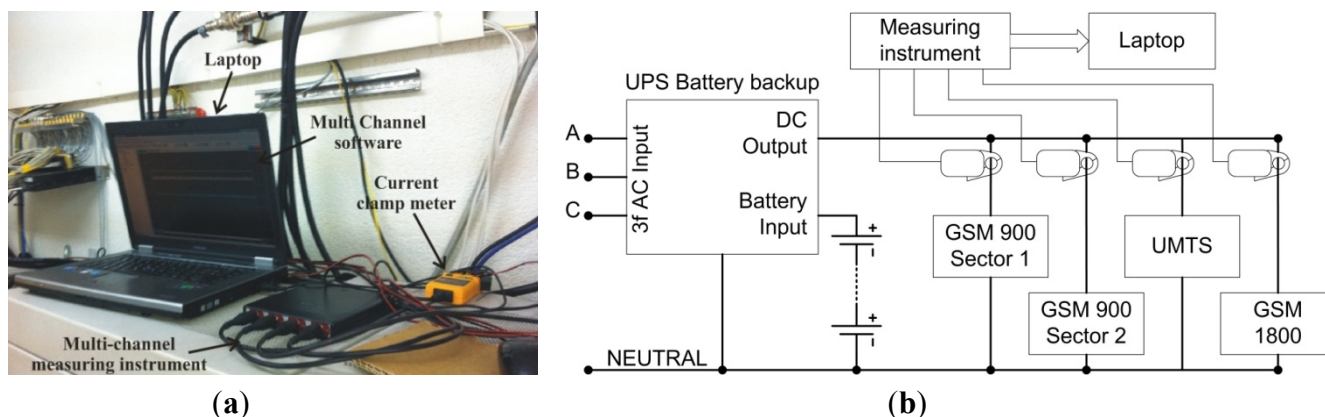 Laptop
Multi Channel
software
Current
clamp meter
Multi-channel
measuring instrument
(a)
Measuring
instrument
Laptop
UPS Battery backup
A
B
C
3f AC Input
DC
Output
Battery
Input
+
–
+
–
GSM 900
Sector 1
GSM 900
Sector 2
UMTS
GSM
1800
NEUTRAL
(b)